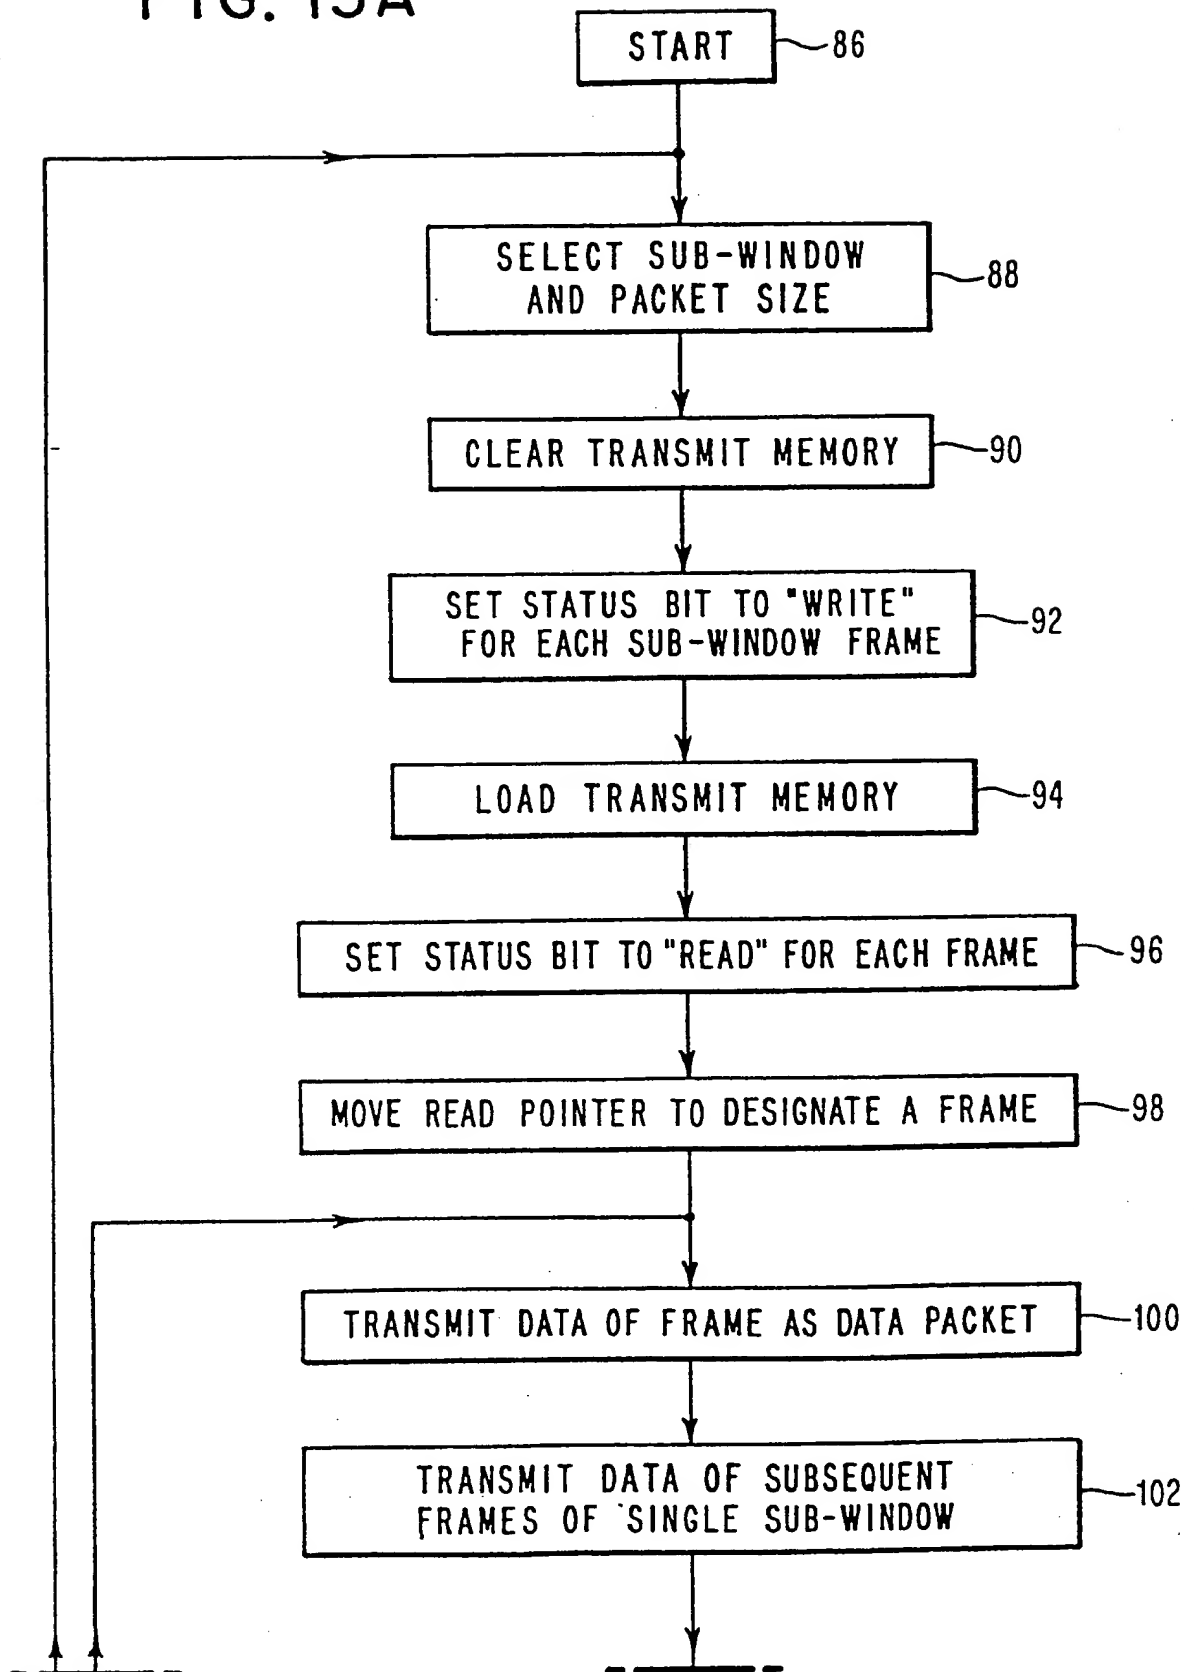 FIG. 15A
START
86
SELECT SUB-WINDOW
AND PACKET SIZE
88
CLEAR TRANSMIT MEMORY
90
SET STATUS BIT TO "WRITE"
FOR EACH SUB-WINDOW FRAME
92
LOAD TRANSMIT MEMORY
94
SET STATUS BIT TO "READ" FOR EACH FRAME
96
MOVE READ POINTER TO DESIGNATE A FRAME
98
TRANSMIT DATA OF FRAME AS DATA PACKET
100
TRANSMIT DATA OF SUBSEQUENT
FRAMES OF SINGLE SUB-WINDOW
102